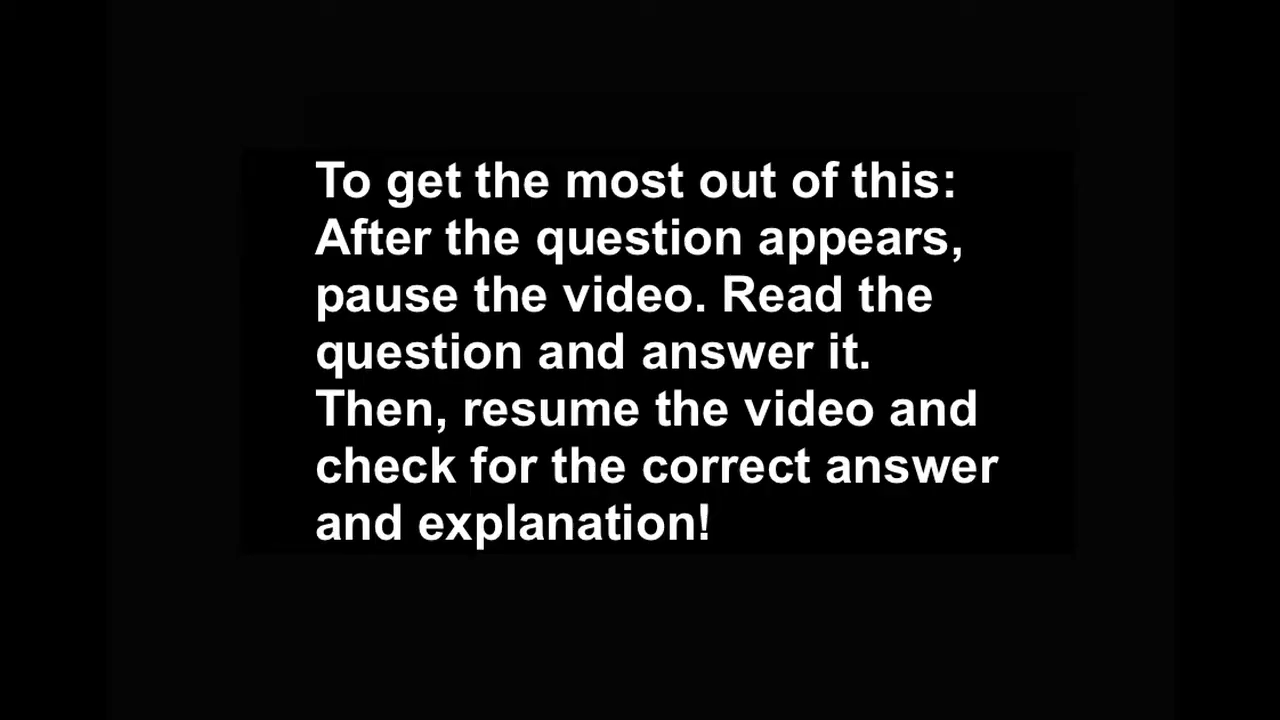 To get the most out of this:
After the question appears,
pause the video. Read the
question and answer it.
Then, resume the video and
check for the correct answer
and explanation!